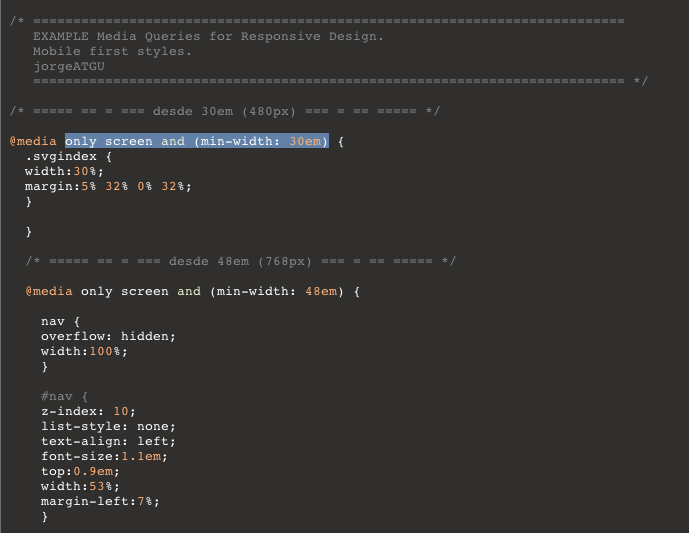 /* ==========================================================================
EXAMPLE Media Queries for Responsive Design.
Mobile first styles.
jorgeATGU
========================================================================== */
/* ===== == = === desde 30em (480px) === = == ===== */
@media only screen and (min-width: 30em) {
.svgindex {
width:30%;
margin:5% 32% 0% 32%;
}
}
/* ===== == = === desde 48em (768px) === = == ===== */
@media only screen and (min-width: 48em) {
nav {
overflow: hidden;
width:100%;
}
#nav {
z-index: 10;
list-style: none;
text-align: left;
font-size:1.1em;
top:0.9em;
width:53%;
margin-left:7%;
}